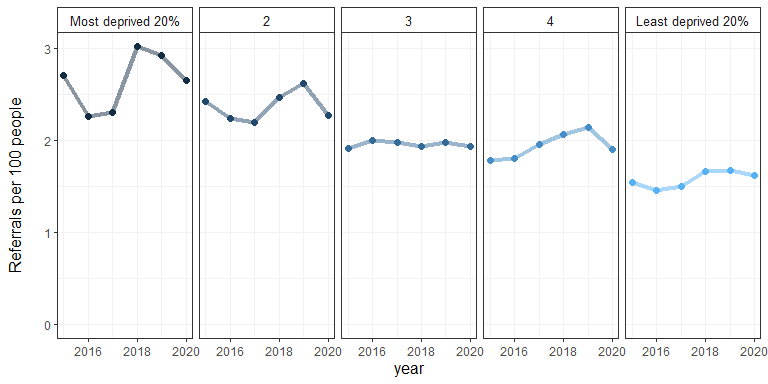 Most deprived 20% 2 3 4 Least deprived 20%
3
2
1
0
Referrals per 100 people
2016 2018 2020 2016 2018 2020 2016 2018 2020 2016 2018 2020 2016 2018 2020
year